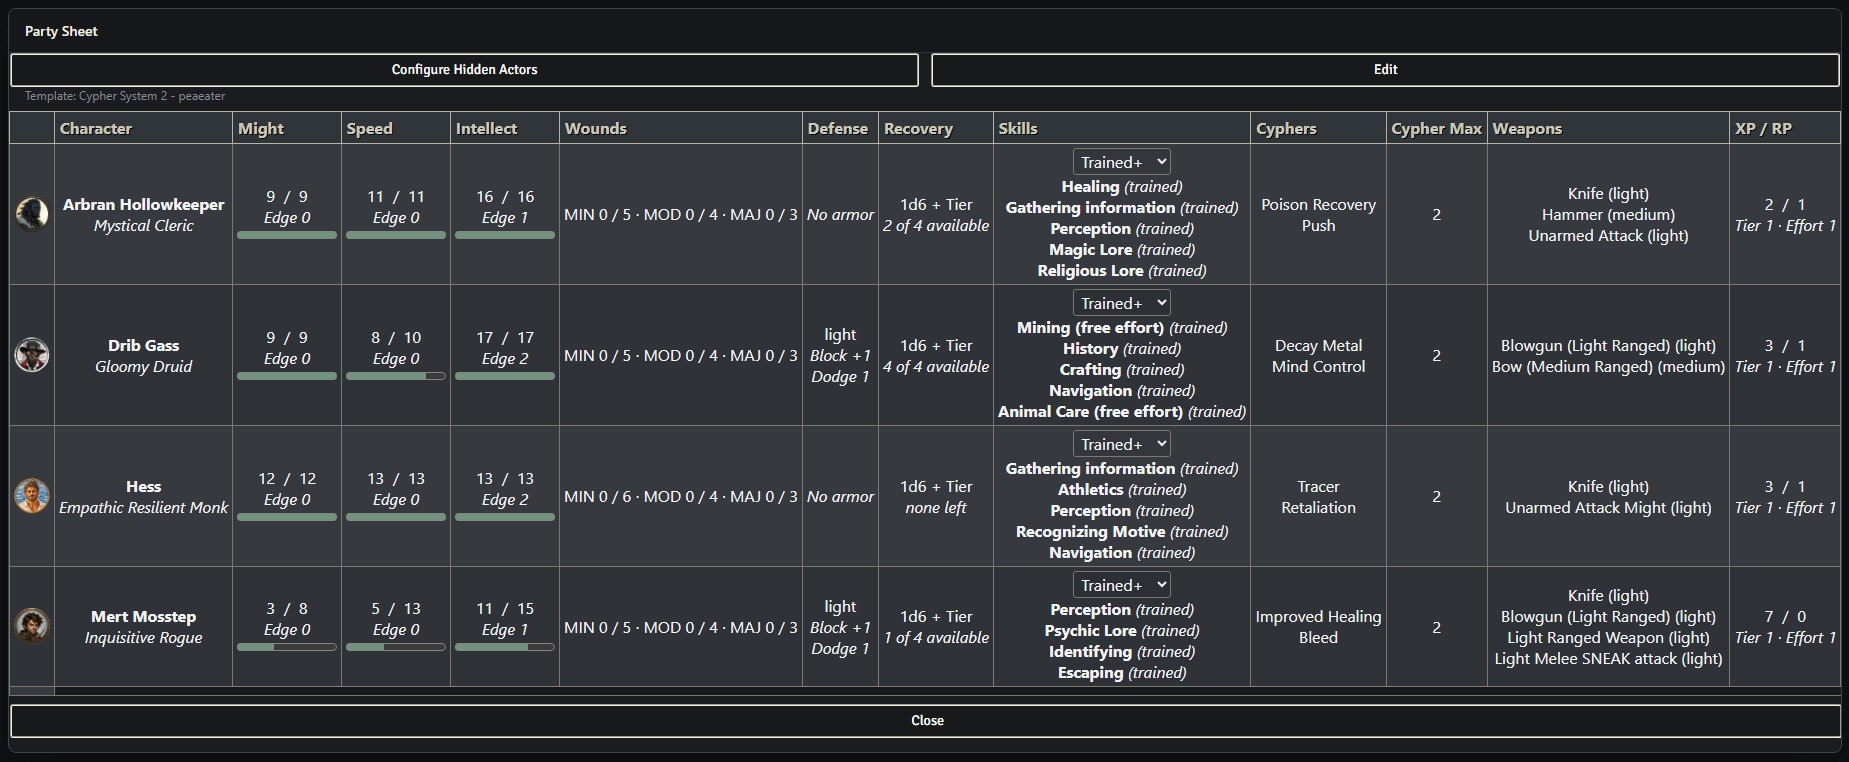 Party Sheet
Configure Hidden Actors
Edit
Template: Cypher System 2 - peaeater
Character Might Speed Intellect Wounds Defense Recovery Skills Cyphers Cypher Max Weapons XP / RP
Arbran Hollowkeeper
Mystical Cleric
9 / 9
Edge 0
11 / 11
Edge 0
16 / 16
Edge 1
MIN 0 / 5 · MOD 0 / 4 · MAJ 0 / 3
No armor
1d6 + Tier
2 of 4 available
Trained+
Healing (trained)
Gathering information (trained)
Perception (trained)
Magic Lore (trained)
Religious Lore (trained)
Poison Recovery
Push
2
Knife (light)
Hammer (medium)
Unarmed Attack (light)
2 / 1
Tier 1 · Effort 1
Drib Gass
Gloomy Druid
9 / 9
Edge 0
8 / 10
Edge 0
17 / 17
Edge 2
MIN 0 / 5 · MOD 0 / 4 · MAJ 0 / 3
light
Block +1
Dodge 1
1d6 + Tier
4 of 4 available
Trained+
Mining (free effort) (trained)
History (trained)
Crafting (trained)
Navigation (trained)
Animal Care (free effort) (trained)
Decay Metal
Mind Control
2
Blowgun (Light Ranged) (light)
Bow (Medium Ranged) (medium)
3 / 1
Tier 1 · Effort 1
Hess
Empathic Resilient Monk
12 / 12
Edge 0
13 / 13
Edge 0
13 / 13
Edge 2
MIN 0 / 6 · MOD 0 / 4 · MAJ 0 / 3
No armor
1d6 + Tier
none left
Trained+
Gathering information (trained)
Athletics (trained)
Perception (trained)
Recognizing Motive (trained)
Navigation (trained)
Tracer
Retaliation
2
Knife (light)
Unarmed Attack Might (light)
3 / 1
Tier 1 · Effort 1
Mert Mosstep
Inquisitive Rogue
3 / 8
Edge 0
5 / 13
Edge 0
11 / 15
Edge 1
MIN 0 / 5 · MOD 0 / 4 · MAJ 0 / 3
light
Block +1
Dodge 1
1d6 + Tier
1 of 4 available
Trained+
Perception (trained)
Psychic Lore (trained)
Identifying (trained)
Escaping (trained)
Improved Healing
Bleed
2
Knife (light)
Blowgun (Light Ranged) (light)
Light Ranged Weapon (light)
Light Melee SNEAK attack (light)
7 / 0
Tier 1 · Effort 1
Close